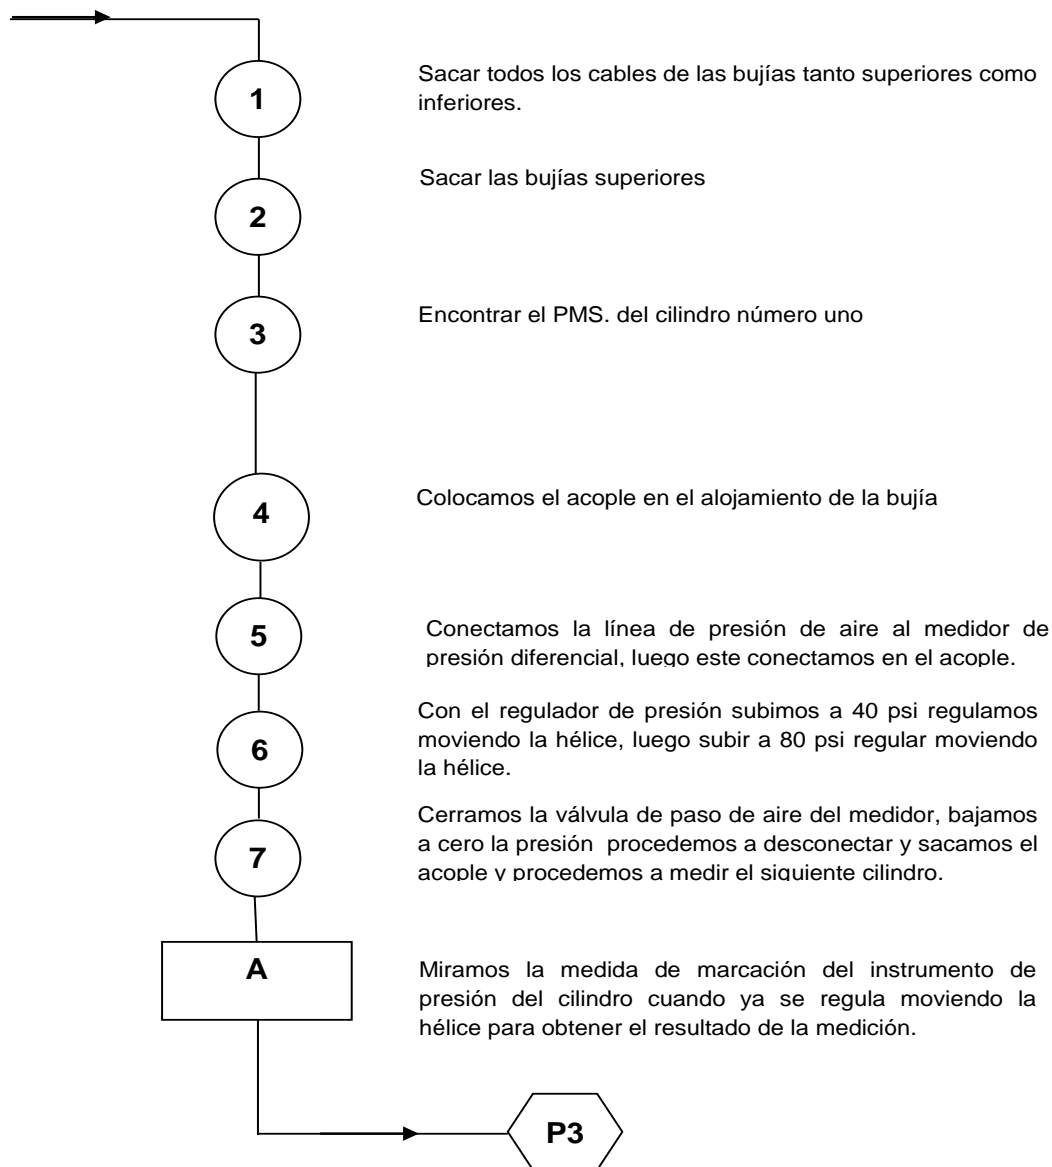 1
Sacar todos los cables de las bujías tanto superiores como
inferiores.
2
Sacar las bujías superiores
3
Encontrar el PMS. del cilindro número uno
4
Colocamos el acople en el alojamiento de la bujía
5
Conectamos la línea de presión de aire al medidor de
presión diferencial, luego este conectamos en el acople.
6
Con el regulador de presión subimos a 40 psi regulamos
moviendo la hélice, luego subir a 80 psi regular moviendo
la hélice.
7
Cerramos la válvula de paso de aire del medidor, bajamos
a cero la presión procedemos a desconectar y sacamos el
acople y procedemos a medir el siguiente cilindro.
A
Miramos la medida de marcación del instrumento de
presión del cilindro cuando ya se regula moviendo la
hélice para obtener el resultado de la medición.
P3